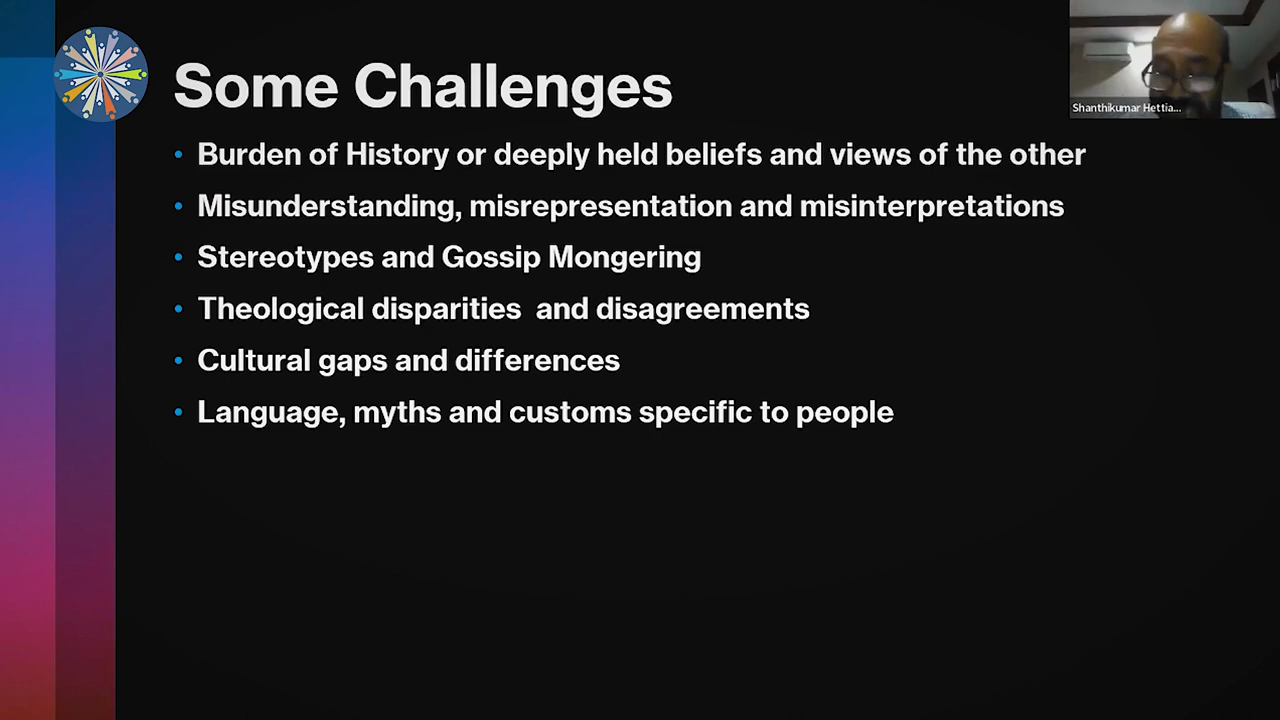 Some Challenges
• Burden of History or deeply held beliefs and views of the other
• Misunderstanding, misrepresentation and misinterpretations
• Stereotypes and Gossip Mongering
• Theological disparities  and disagreements
• Cultural gaps and differences
• Language, myths and customs specific to people
Shanthikumar Hettia...